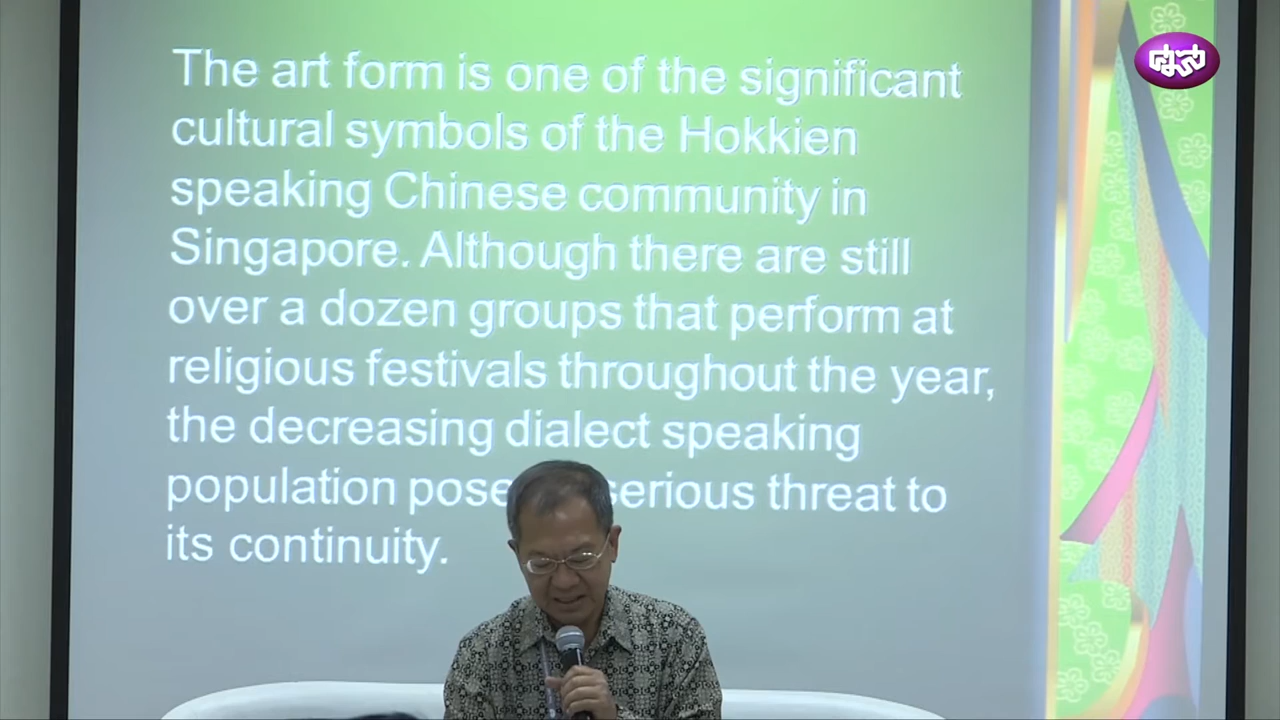 The art form is one of the significant
cultural symbols of the Hokkien
speaking Chinese community in
Singapore. Although there are still
over a dozen groups that perform at
religious festivals throughout the year,
the decreasing dialect speaking
population serious threat to
its continuity.